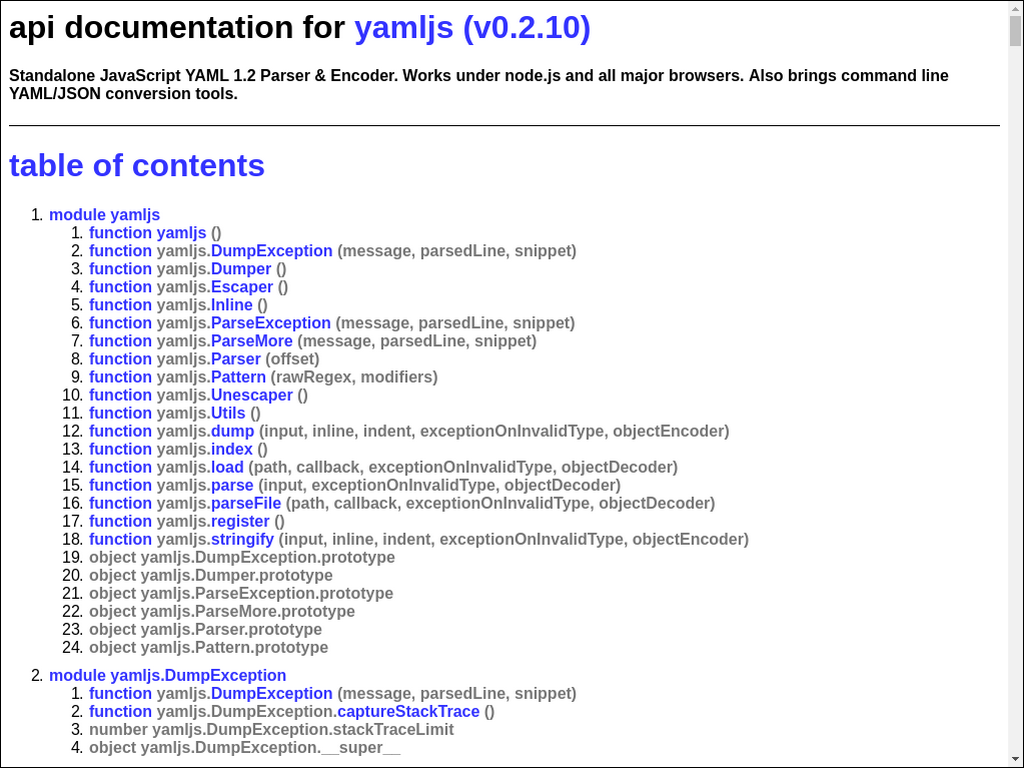 api documentation for yamljs (v0.2.10)
Standalone JavaScript YAML 1.2 Parser & Encoder. Works under node.js and all major browsers. Also brings command line
YAML/JSON conversion tools.
table of contents
1. module yamljs
1. function yamljs ()
2. function yamljs.DumpException (message, parsedLine, snippet)
3. function yamljs.Dumper ()
4. function yamljs.Escaper ()
5. function yamljs.Inline ()
6. function yamljs.ParseException (message, parsedLine, snippet)
7. function yamljs.ParseMore (message, parsedLine, snippet)
8. function yamljs.Parser (offset)
9. function yamljs.Pattern (rawRegex, modifiers)
10. function yamljs.Unescaper ()
11. function yamljs.Utils ()
12. function yamljs.dump (input, inline, indent, exceptionOnInvalidType, objectEncoder)
13. function yamljs.index ()
14. function yamljs.load (path, callback, exceptionOnInvalidType, objectDecoder)
15. function yamljs.parse (input, exceptionOnInvalidType, objectDecoder)
16. function yamljs.parseFile (path, callback, exceptionOnInvalidType, objectDecoder)
17. function yamljs.register ()
18. function yamljs.stringify (input, inline, indent, exceptionOnInvalidType, objectEncoder)
19. object yamljs.DumpException.prototype
20. object yamljs.Dumper.prototype
21. object yamljs.ParseException.prototype
22. object yamljs.ParseMore.prototype
23. object yamljs.Parser.prototype
24. object yamljs.Pattern.prototype
2. module yamljs.DumpException
1. function yamljs.DumpException (message, parsedLine, snippet)
2. function yamljs.DumpException.captureStackTrace ()
3. number yamljs.DumpException.stackTraceLimit
4. object yamljs.DumpException.__super__